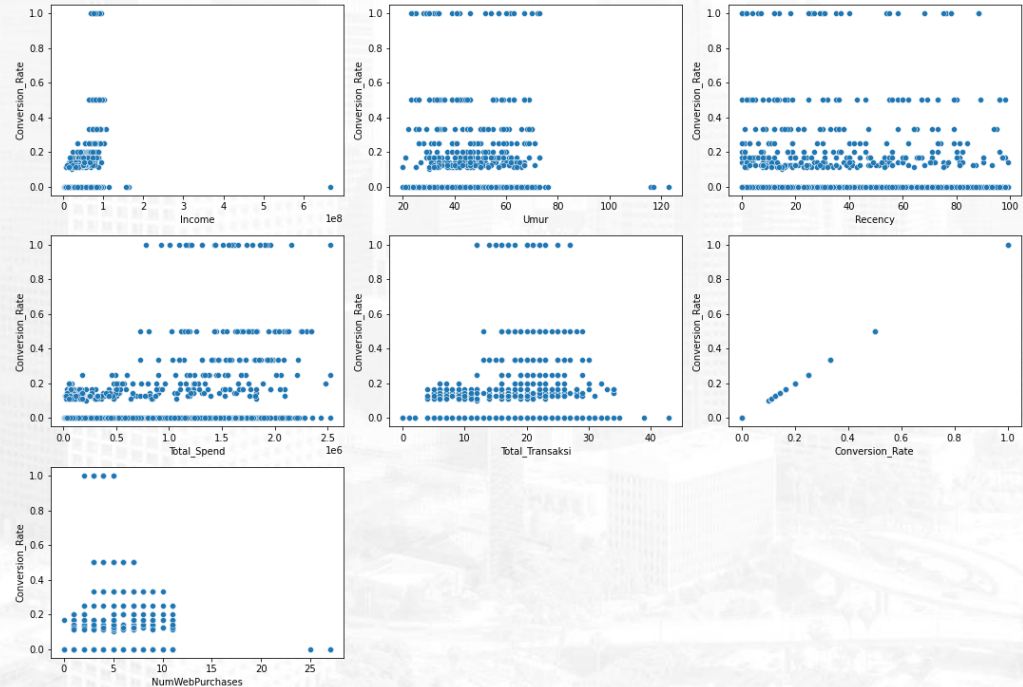 1.0
0.8
0.6
0.4
0.2
0.0
Conversion_Rate
0 2 4 6
Income
1e8
1.0
0.8
0.6
0.4
0.2
0.0
Conversion_Rate
20 40 60 80 100 120
Umur
1.0
0.8
0.6
0.4
0.2
0.0
Conversion_Rate
0 20 40 60 80 100
Recency
1.0
0.8
0.6
0.4
0.2
0.0
Conversion_Rate
0.0 0.5 1.0 1.5 2.0 2.5
Total_Spend
1e6
1.0
0.8
0.6
0.4
0.2
0.0
Conversion_Rate
0 10 20 30 40
Total_Transaksi
1.0
0.8
0.6
0.4
0.2
0.0
Conversion_Rate
0.0 0.2 0.4 0.6 0.8 1.0
Conversion_Rate
1.0
0.8
0.6
0.4
0.2
0.0
Conversion_Rate
0 5 10 15 20 25
NumWebPurchases